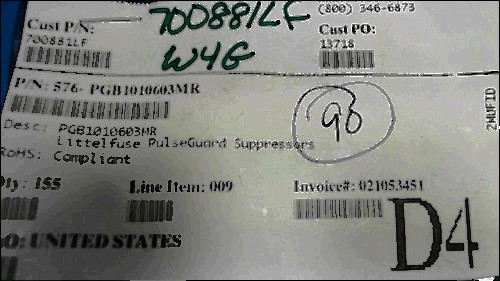 (800) 346-6873
700881LF
Cust P/N:
700881LF
Cust PO:
13718
W4G
P/N: 576- PGB1010603MR
98
2MUFID
Desc: PGB1010603MR
Littelfuse PulseGuard Suppressors
RoHS: Compliant
Qty: 155
Line Item: 009
Invoice#: 021053451
D4
O: UNITED STATES